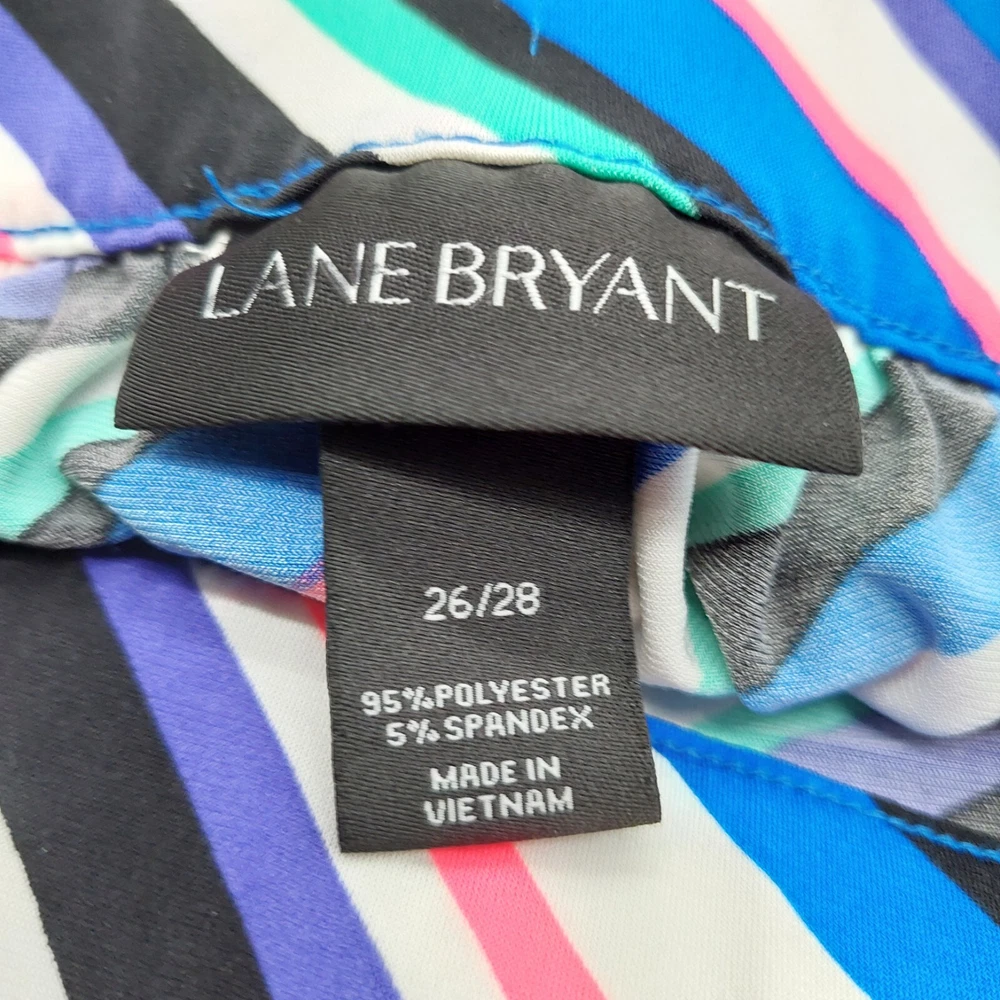 LANE BRYANT
26/28
95%POLYESTER
5%SPANDEX
MADE IN
VIETNAM